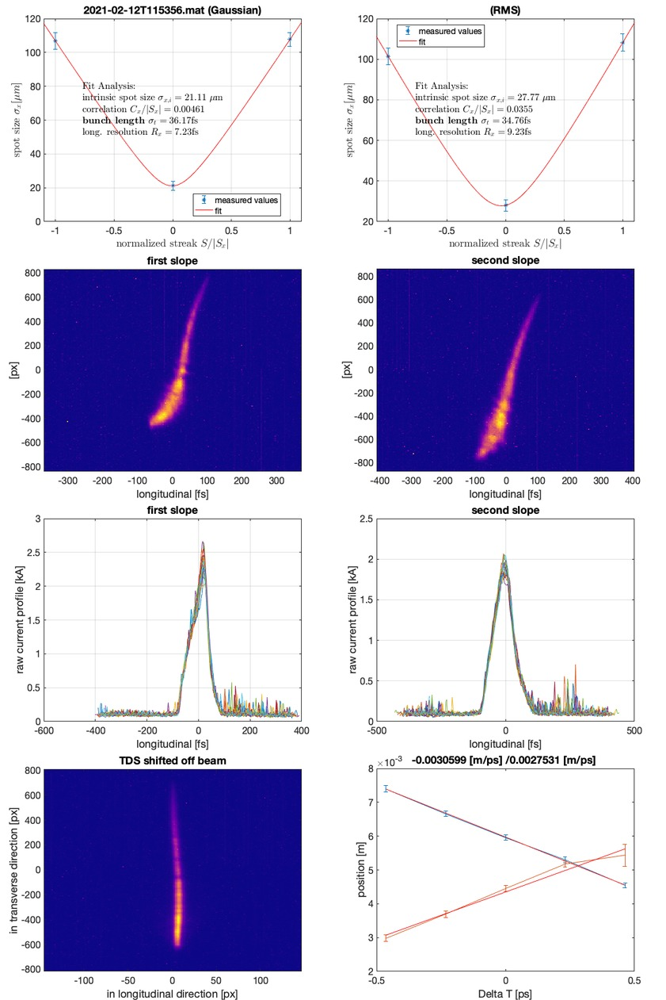 2021-02-12T115356.mat (Gaussian)
120
100
80
60
40
20
0
spot size σx[μm]
Fit Analysis:
intrinsic spot size σx,i = 21.11 μm
correlation Cx/|Sx| = 0.00461
bunch length σt = 36.17fs
long. resolution Rx = 7.23fs
measured values
fit
-1 -0.5 0 0.5 1
normalized streak S/|Sx|
(RMS)
measured values
fit
120
100
80
60
40
20
spot size σx[μm]
Fit Analysis:
intrinsic spot size σx,i = 27.77 μm
correlation Cx/|Sx| = 0.0355
bunch length σt = 34.76fs
long. resolution Rx = 9.23fs
-1 -0.5 0 0.5 1
normalized streak S/|Sx|
first slope
800
600
400
200
0
-200
-400
-600
-800
[px]
-300 -200 -100 0 100 200 300
longitudinal [fs]
second slope
800
600
400
200
0
-200
-400
-600
-800
[px]
-400 -300 -200 -100 0 100 200 300 400
longitudinal [fs]
first slope
3
2.5
2
1.5
1
0.5
0
raw current profile [kA]
-600 -400 -200 0 200 400
longitudinal [fs]
second slope
2.5
2
1.5
1
0.5
0
raw current profile [kA]
-500 0 500
longitudinal [fs]
TDS shifted off beam
800
600
400
200
0
-200
-400
-600
-800
in transverse direction [px]
-100 -50 0 50 100
in longitudinal direction [px]
-0.0030599 [m/ps] /0.0027531 [m/ps]
×10-3
8
7
6
5
4
3
2
position [m]
-0.5 0 0.5
Delta T [ps]